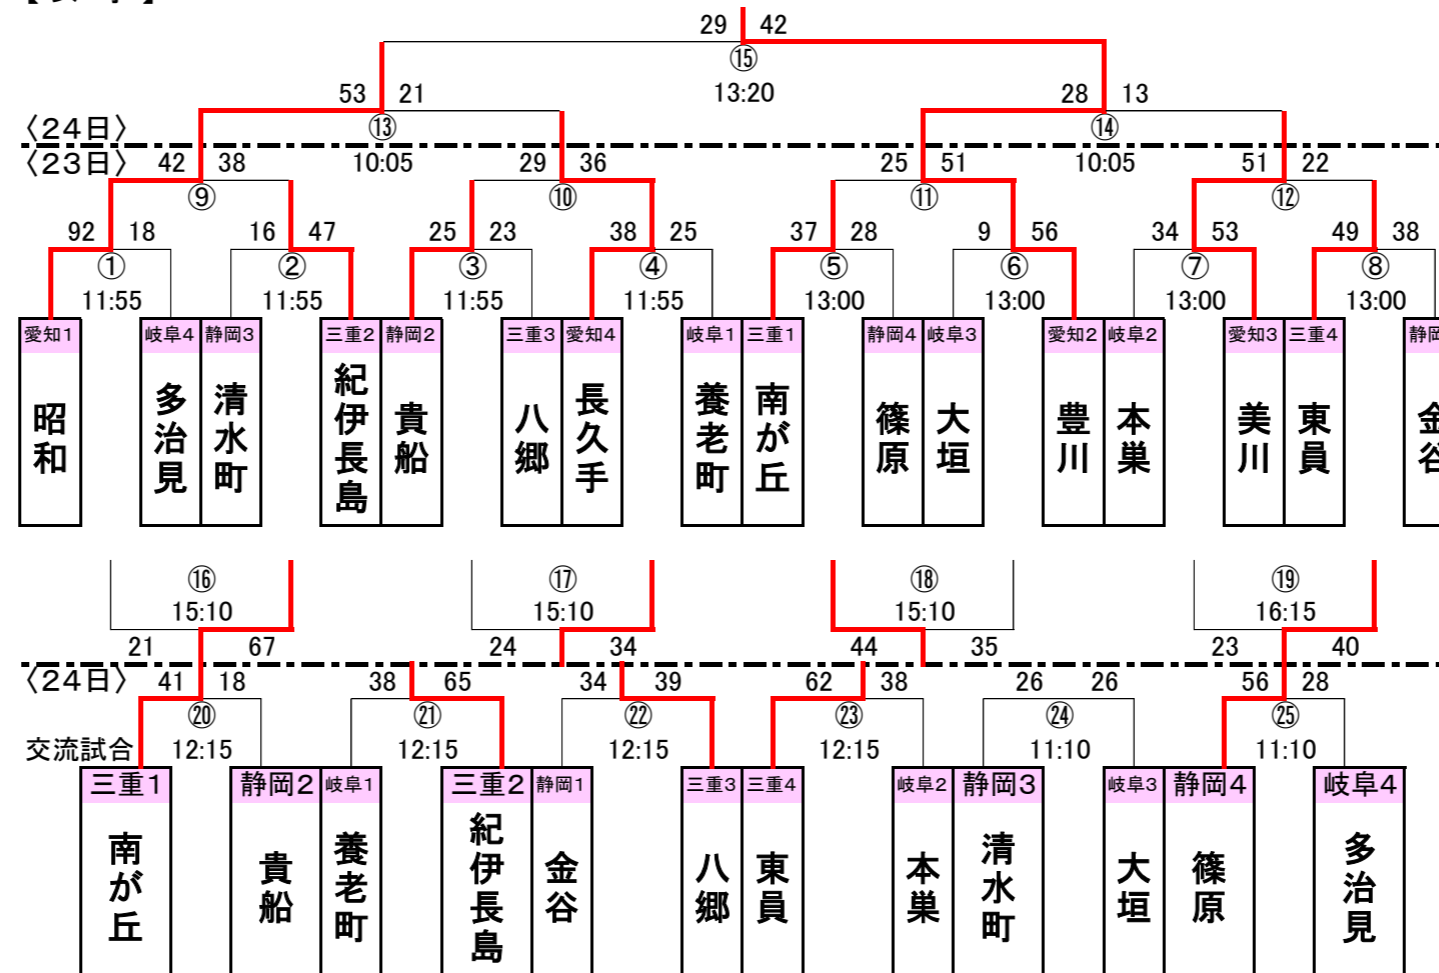 29 42
⑮
13:20
53 21 28 13
⑬ ⑭
〈24日〉
〈23日〉 42 38 10:05 29 36 25 51 10:05 51 22
⑨ ⑩ ⑪ ⑫
92 18 16 47 25 23 38 25 37 28 9 56 34 53 49 38
① ② ③ ④ ⑤ ⑥ ⑦ ⑧
11:55 11:55 11:55 11:55 13:00 13:00 13:00 13:00
愛知1 岐阜4 静岡3 三重2 静岡2 三重3 愛知4 岐阜1 三重1 静岡4 岐阜3 愛知2 岐阜2 愛知3 三重4 静岡
昭和 多治見 清水町 紀伊長島 貴船 八郷 長久手 養老町 南が丘 篠原 大垣 豊川 本巣 美川 東員 金谷
⑯ ⑰ ⑱ ⑲
15:10 15:10 15:10 16:15
21 67 24 34 44 35 23 40
〈24日〉 41 18 38 65 34 39 62 38 26 26 56 28
⑳ ㉑ ㉒ ㉓ ㉔ ㉕
交流試合 12:15 12:15 12:15 12:15 11:10 11:10
三重1 静岡2 岐阜1 三重2 静岡1 三重3 三重4 岐阜2 静岡3 岐阜3 静岡4 岐阜4
南が丘 貴船 養老町 紀伊長島 金谷 八郷 東員 本巣 清水町 大垣 篠原 多治見